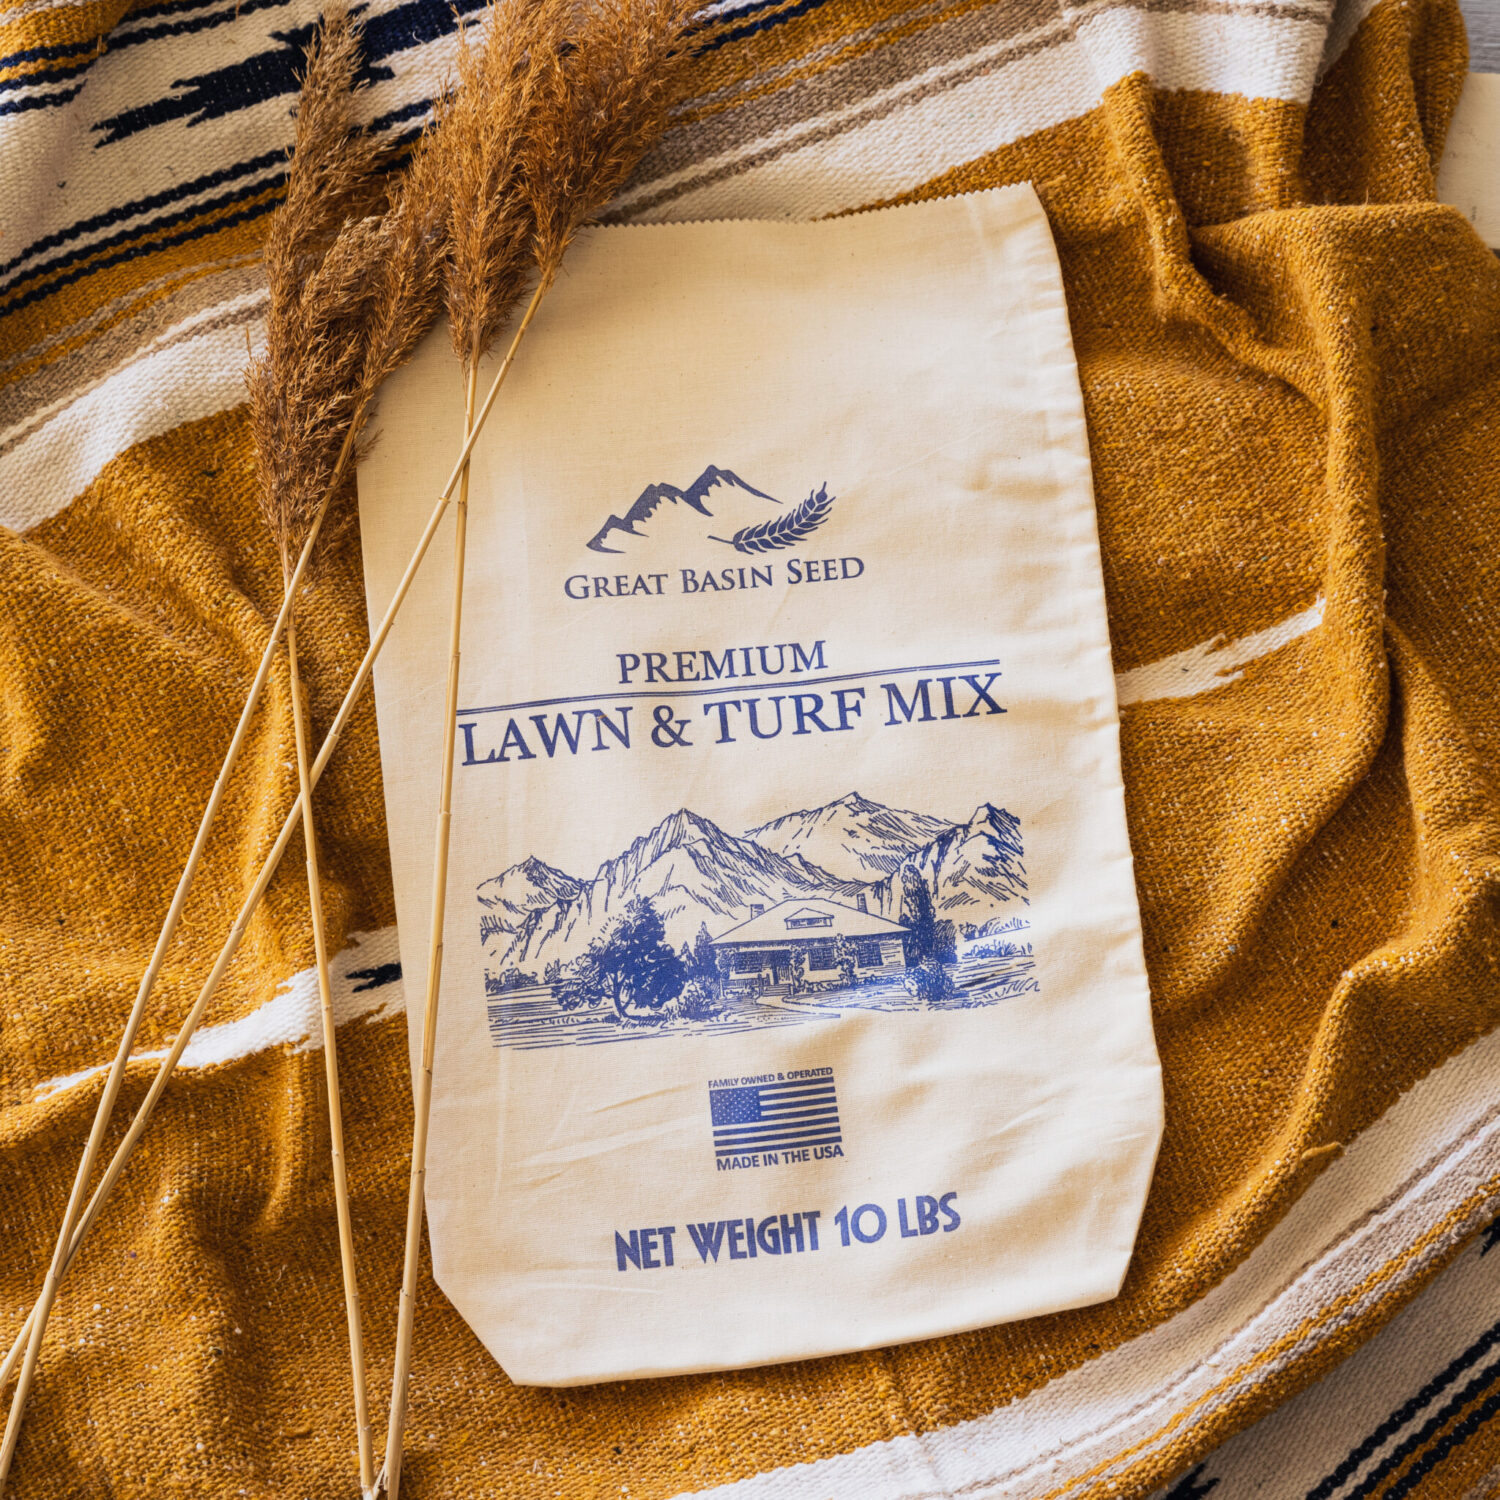 GREAT BASIN SEED
PREMIUM
LAWN & TURF MIX
FAMILY OWNED & OPERATED
MADE IN THE USA
NET WEIGHT 10 LBS